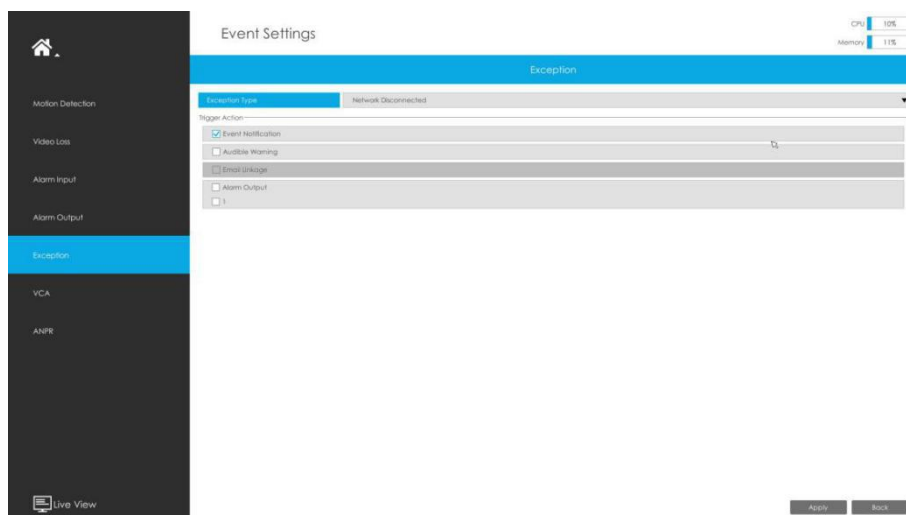 Event Settings
CPU 10%
Memory 11%
Exception
Exception Type Network Disconnected
Trigger Action
Event Notification
Audible Warning
Email Linkage
Alarm Output
1
Motion Detection
Video Loss
Alarm Input
Alarm Output
Exception
VCA
ANPR
Live View
Apply Back